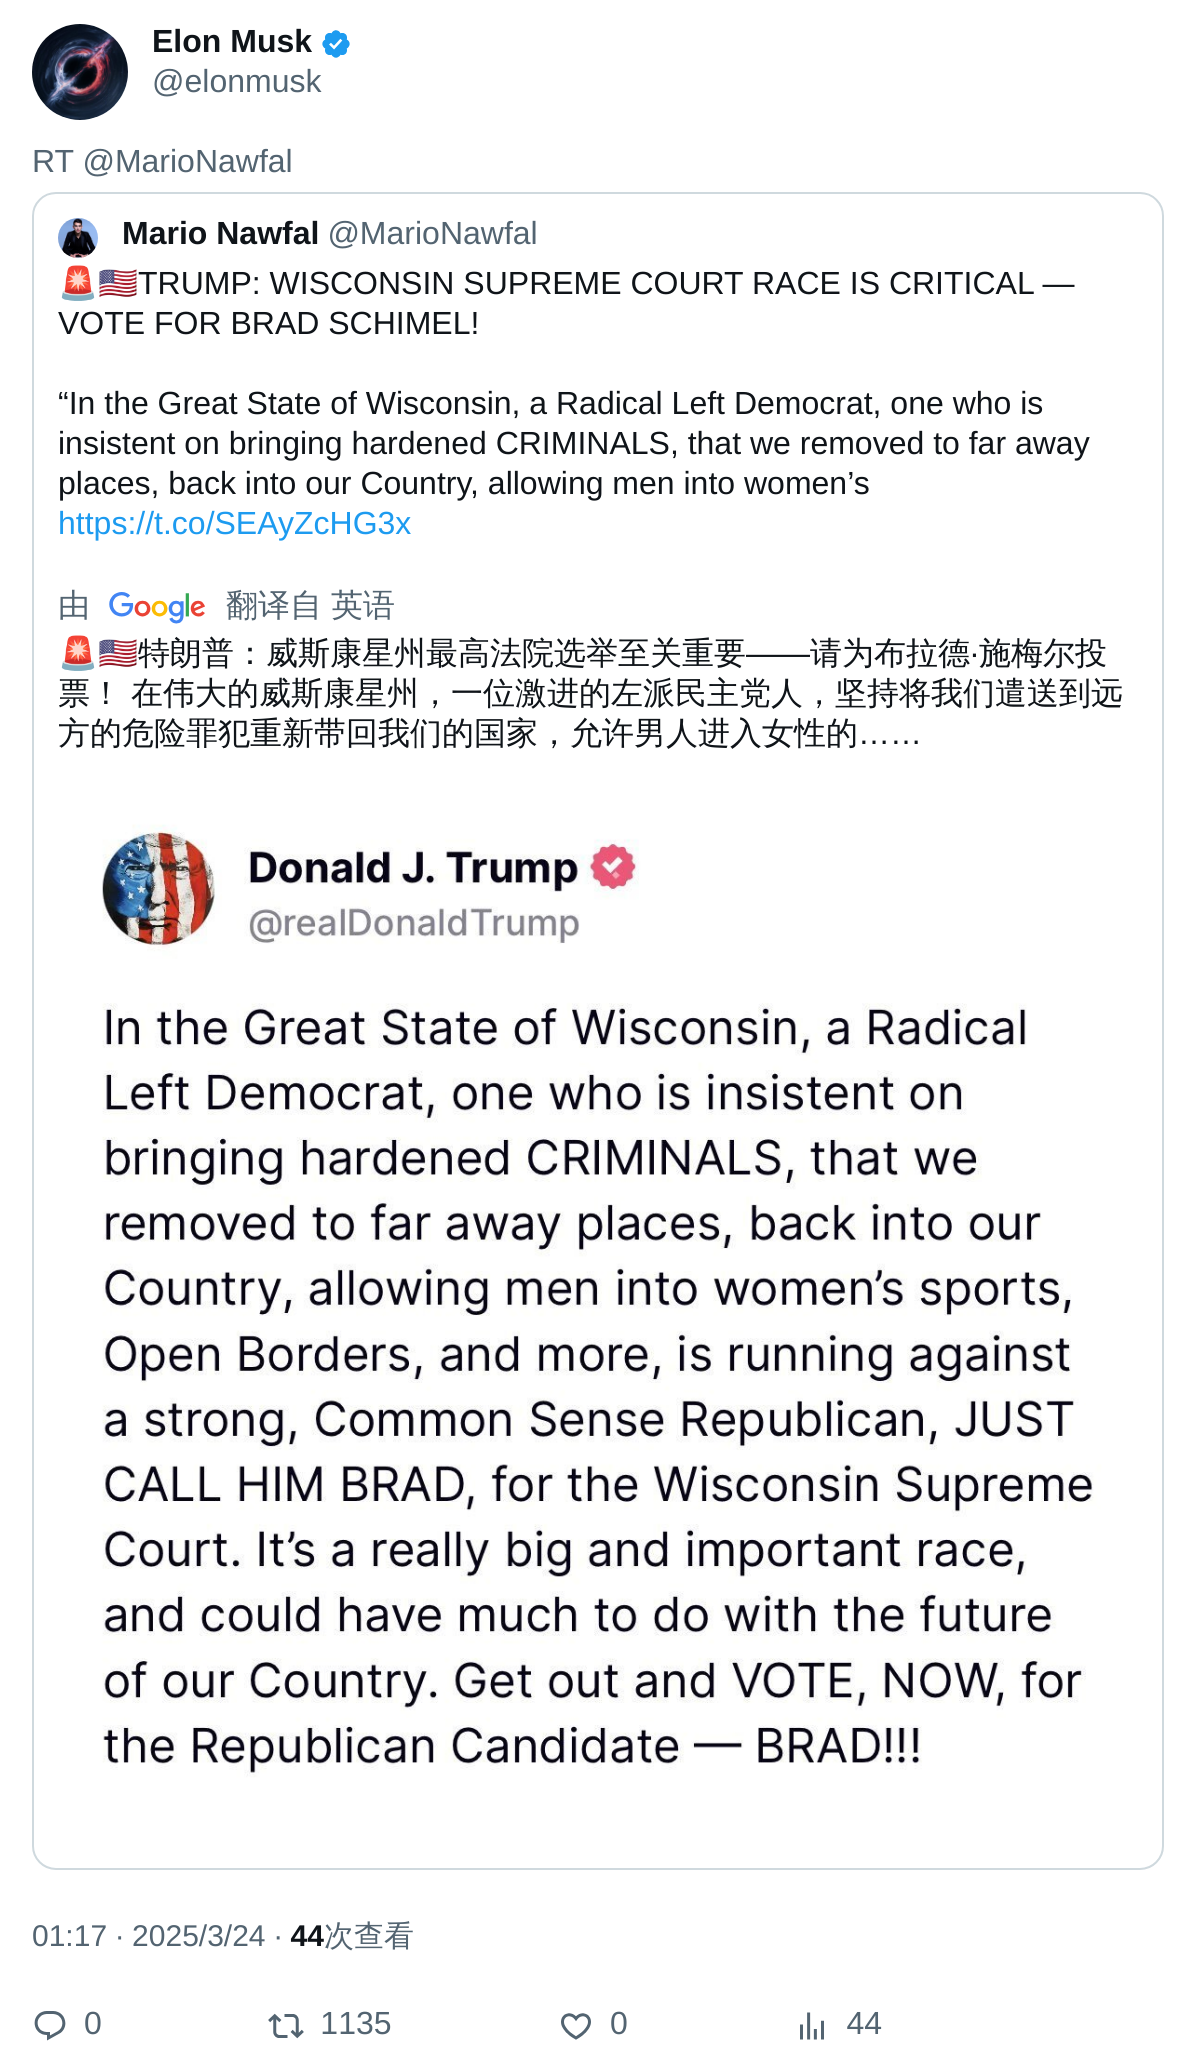 Elon Musk
@elonmusk
RT @MarioNawfal
Mario Nawfal @MarioNawfal
🚨🇺🇸TRUMP: WISCONSIN SUPREME COURT RACE IS CRITICAL —
VOTE FOR BRAD SCHIMEL!
“In the Great State of Wisconsin, a Radical Left Democrat, one who is
insistent on bringing hardened CRIMINALS, that we removed to far away
places, back into our Country, allowing men into women’s
https://t.co/SEAyZcHG3x
由 Google 翻译自 英语
🚨🇺🇸特朗普：威斯康星州最高法院选举至关重要——请为布拉德·施梅尔投
票！ 在伟大的威斯康星州，一位激进的左派民主党人，坚持将我们遣送到远
方的危险罪犯重新带回我们的国家，允许男人进入女性的……
Donald J. Trump
@realDonaldTrump
In the Great State of Wisconsin, a Radical
Left Democrat, one who is insistent on
bringing hardened CRIMINALS, that we
removed to far away places, back into our
Country, allowing men into women’s sports,
Open Borders, and more, is running against
a strong, Common Sense Republican, JUST
CALL HIM BRAD, for the Wisconsin Supreme
Court. It’s a really big and important race,
and could have much to do with the future
of our Country. Get out and VOTE, NOW, for
the Republican Candidate — BRAD!!!
01:17 · 2025/3/24 · 44次查看
0 1135 0 44